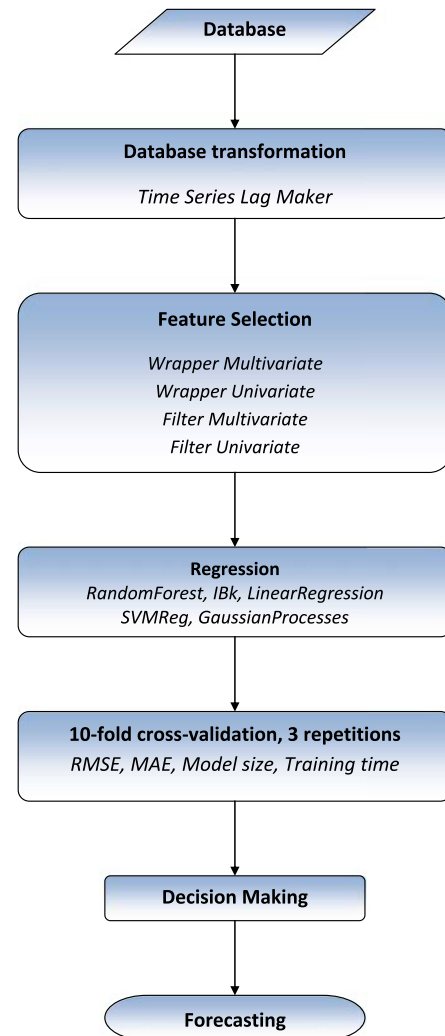 Database
Database transformation
Time Series Lag Maker
Feature Selection
Wrapper Multivariate
Wrapper Univariate
Filter Multivariate
Filter Univariate
Regression
RandomForest, IBk, LinearRegression
SVMReg, GaussianProcesses
10-fold cross-validation, 3 repetitions
RMSE, MAE, Model size, Training time
Decision Making
Forecasting